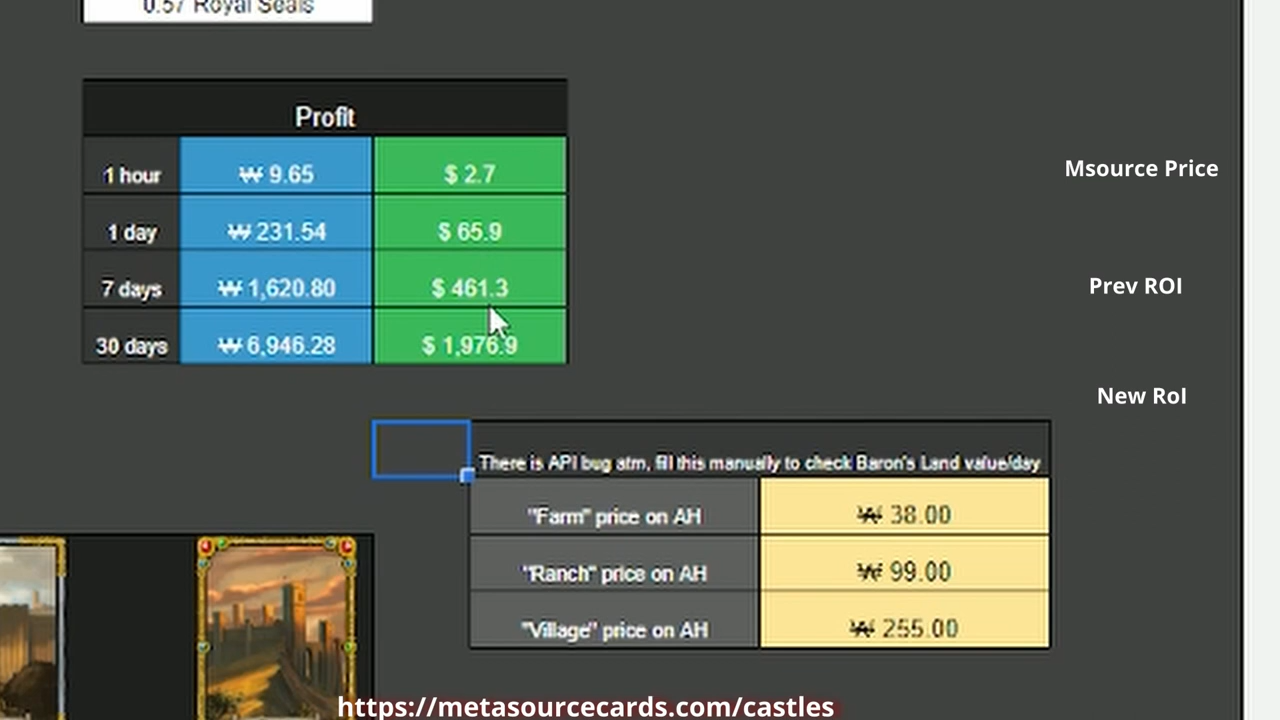 0.57 Royal Seals
Profit
1 hour ₩ 9.65 $ 2.7
1 day ₩ 231.54 $ 65.9
7 days ₩ 1,620.80 $ 461.3
30 days ₩ 6,946.28 $ 1,976.9
Msource Price
Prev ROI
New RoI
There is API bug atm, fill this manually to check Baron's Land value/day
"Farm" price on AH ₩ 38.00
"Ranch" price on AH ₩ 99.00
"Village" price on AH ₩ 255.00
https://metasourcecards.com/castles